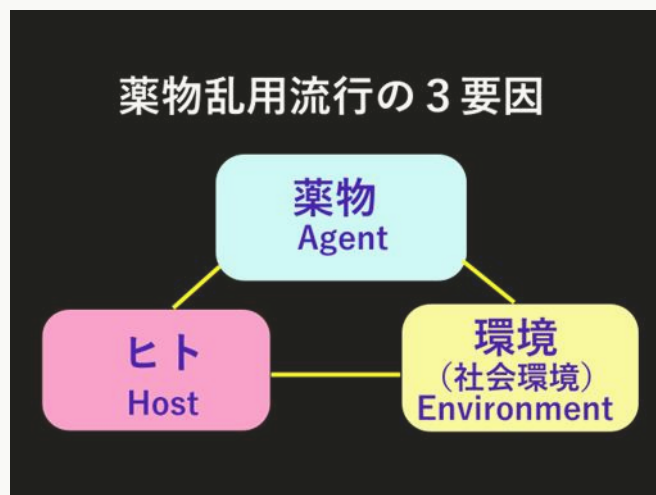 薬物乱用流行の３要因
薬物
Agent
ヒト
Host
環境
（社会環境）
Environment